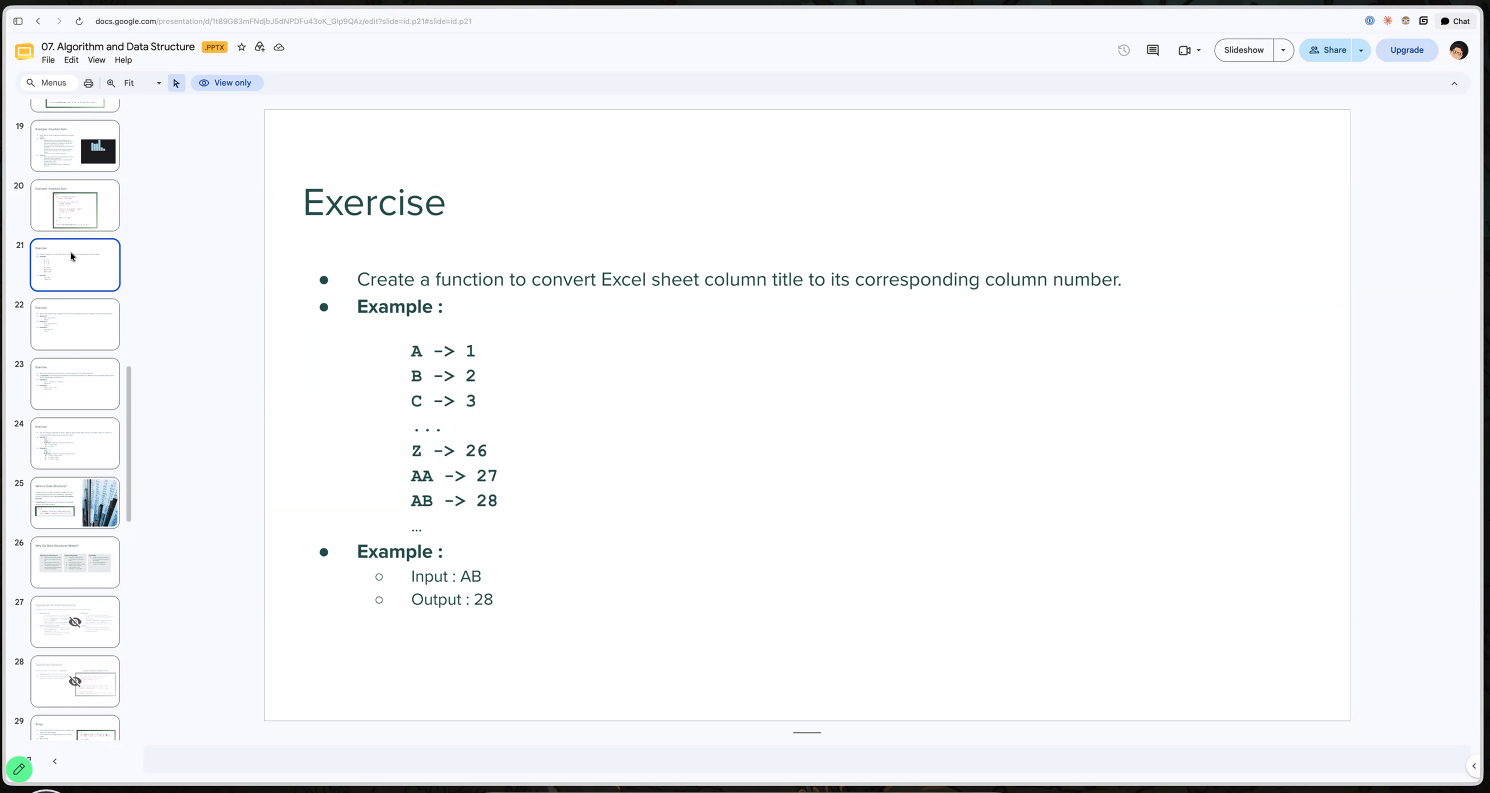 docs.google.com/presentation/d/1t89G83mFNdjbJ5dNPDFu43oK_GIp9QAz/edit?slide=id.p21#slide=id.p21
Chat
07. Algorithm and Data Structure
.PPTX
File Edit View Help
Slideshow
Share
Upgrade
Menus
Fit
View only
19
20
21
22
23
24
25
26
27
28
29
Exercise
● Create a function to convert Excel sheet column title to its corresponding column number.
● Example :
A -> 1
B -> 2
C -> 3
...
Z -> 26
AA -> 27
AB -> 28
...
● Example :
○ Input : AB
○ Output : 28